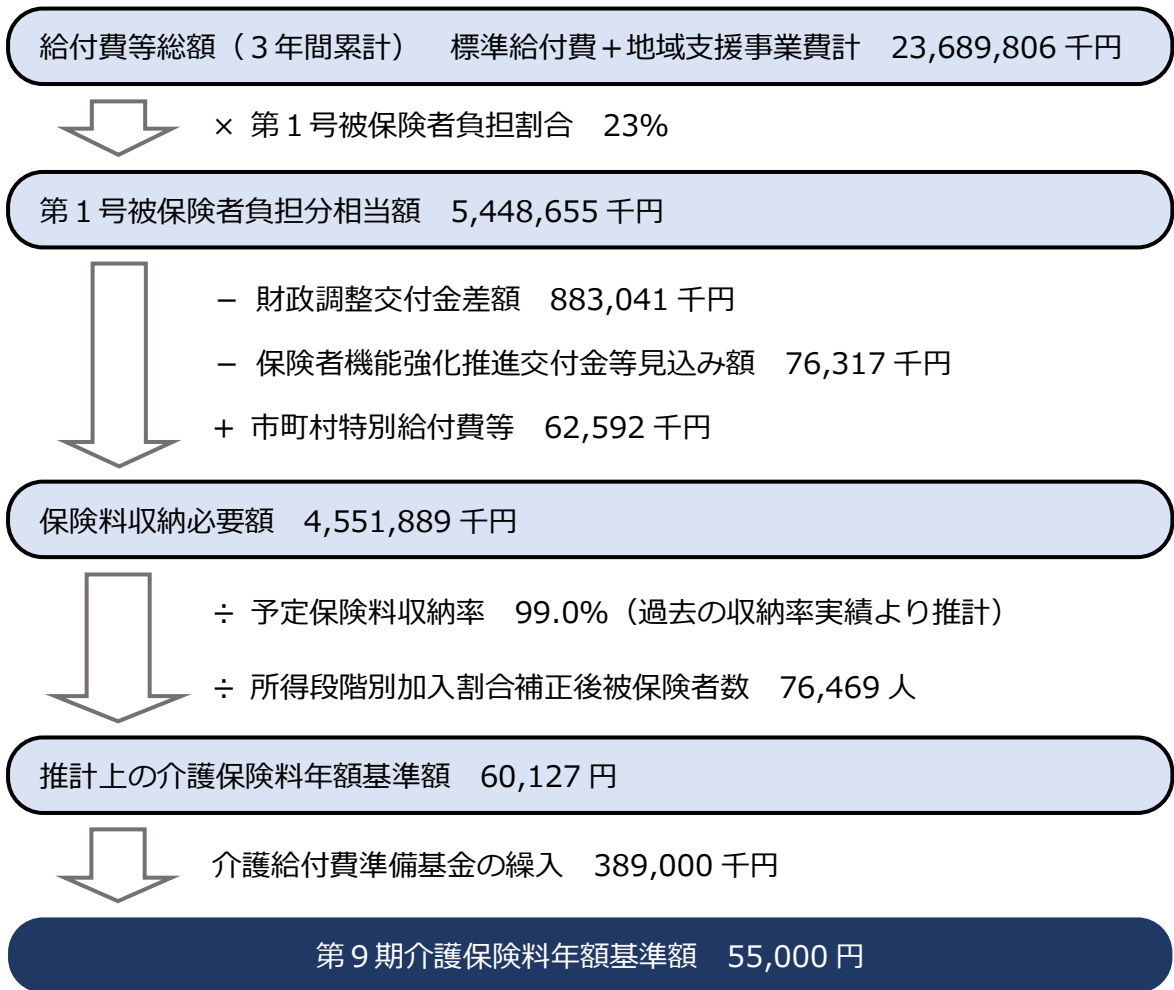 給付費等総額（３年間累計）　標準給付費＋地域支援事業費計　23,689,806 千円
× 第１号被保険者負担割合　23%
第１号被保険者負担分相当額　5,448,655 千円
－ 財政調整交付金差額　883,041 千円
－ 保険者機能強化推進交付金等見込み額　76,317 千円
+ 市町村特別給付費等　62,592 千円
保険料収納必要額　4,551,889 千円
÷ 予定保険料収納率　99.0%（過去の収納率実績より推計）
÷ 所得段階別加入割合補正後被保険者数　76,469 人
推計上の介護保険料年額基準額　60,127 円
介護給付費準備基金の繰入　389,000 千円
第９期介護保険料年額基準額　55,000 円